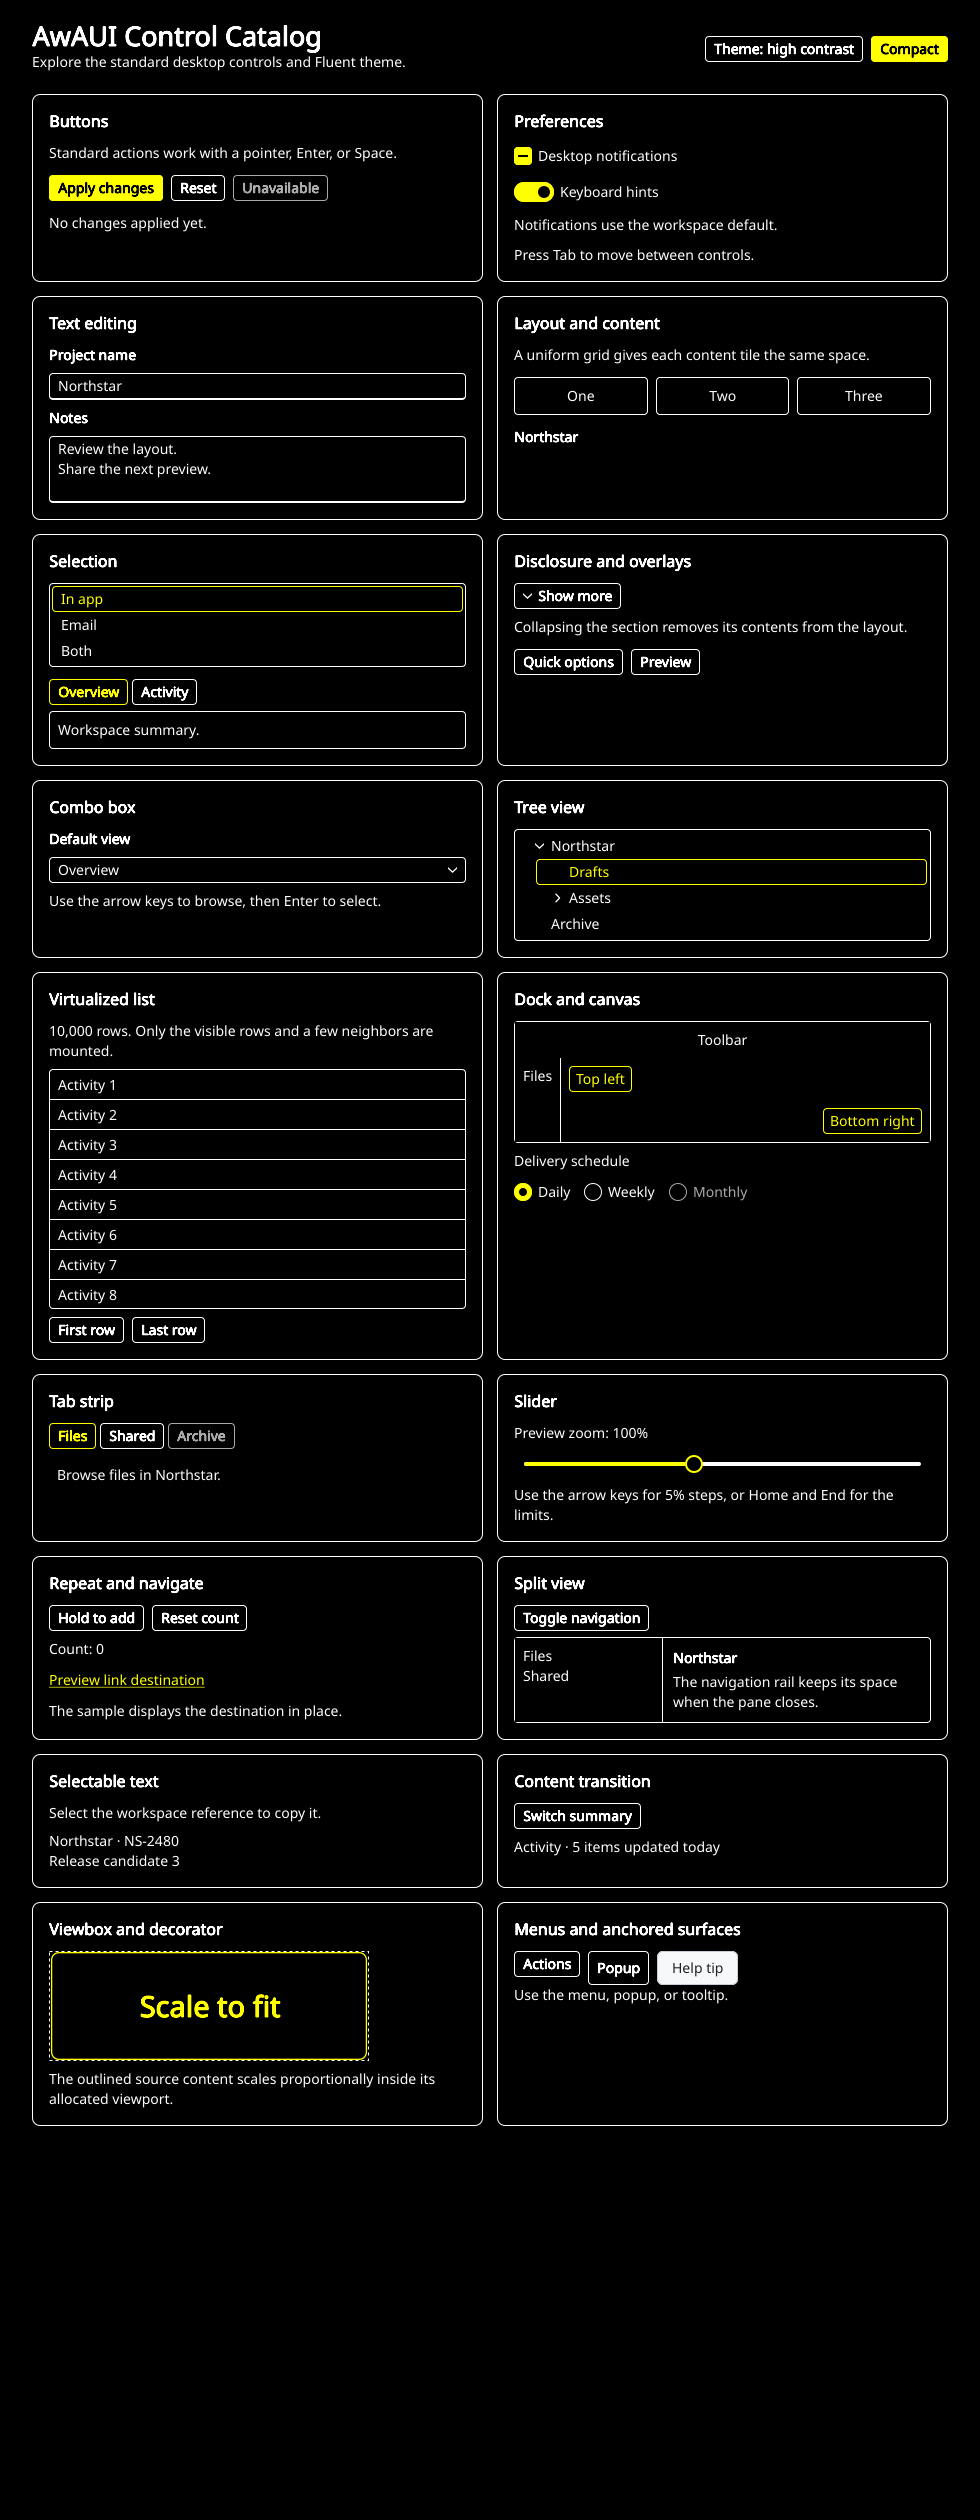 AwAUI Control Catalog
Explore the standard desktop controls and Fluent theme.
Theme: high contrast
Compact
Buttons
Standard actions work with a pointer, Enter, or Space.
Apply changes
Reset
Unavailable
No changes applied yet.
Preferences
Desktop notifications
Keyboard hints
Notifications use the workspace default.
Press Tab to move between controls.
Text editing
Project name
Northstar
Notes
Review the layout.
Share the next preview.
Layout and content
A uniform grid gives each content tile the same space.
One
Two
Three
Northstar
Selection
In app
Email
Both
Overview
Activity
Workspace summary.
Disclosure and overlays
Show more
Collapsing the section removes its contents from the layout.
Quick options
Preview
Combo box
Default view
Overview
Use the arrow keys to browse, then Enter to select.
Tree view
Northstar
Drafts
Assets
Archive
Virtualized list
10,000 rows. Only the visible rows and a few neighbors are
mounted.
Activity 1
Activity 2
Activity 3
Activity 4
Activity 5
Activity 6
Activity 7
Activity 8
First row
Last row
Dock and canvas
Toolbar
Files
Top left
Bottom right
Delivery schedule
Daily
Weekly
Monthly
Tab strip
Files
Shared
Archive
Browse files in Northstar.
Slider
Preview zoom: 100%
Use the arrow keys for 5% steps, or Home and End for the
limits.
Repeat and navigate
Hold to add
Reset count
Count: 0
Preview link destination
The sample displays the destination in place.
Split view
Toggle navigation
Files
Shared
Northstar
The navigation rail keeps its space
when the pane closes.
Selectable text
Select the workspace reference to copy it.
Northstar · NS-2480
Release candidate 3
Content transition
Switch summary
Activity · 5 items updated today
Viewbox and decorator
Scale to fit
The outlined source content scales proportionally inside its
allocated viewport.
Menus and anchored surfaces
Actions
Popup
Help tip
Use the menu, popup, or tooltip.